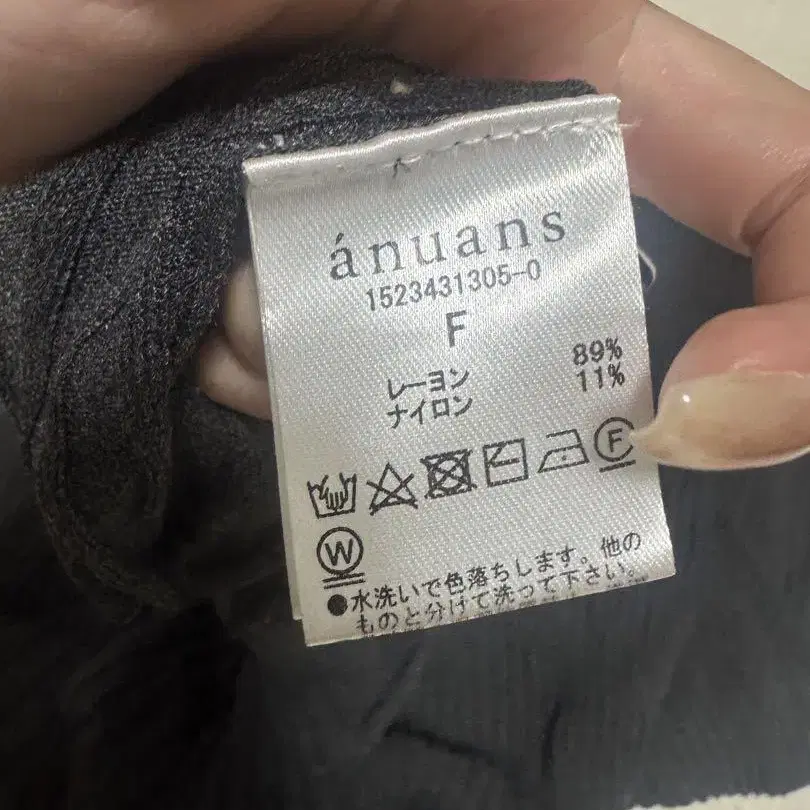 ánuans
1523431305-0
F
レーヨン 89%
ナイロン 11%
F
W
●水洗いで色落ちします。他の
ものと分けて洗って下さい。